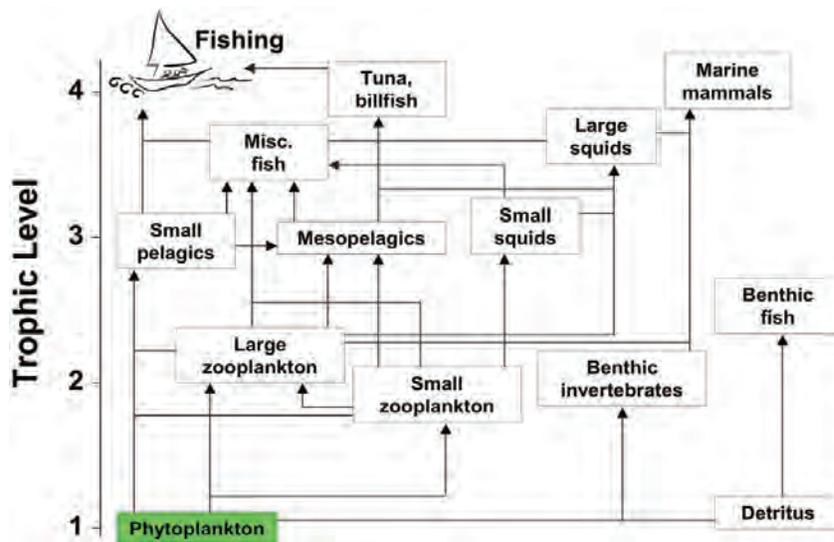 Fishing
Tuna,
billfish
Marine
mammals
4
Misc.
fish
Large
squids
Trophic Level
3
Small
pelagics
Mesopelagics
Small
squids
Benthic
fish
Large
zooplankton
2
Small
zooplankton
Benthic
invertebrates
1
Phytoplankton
Detritus